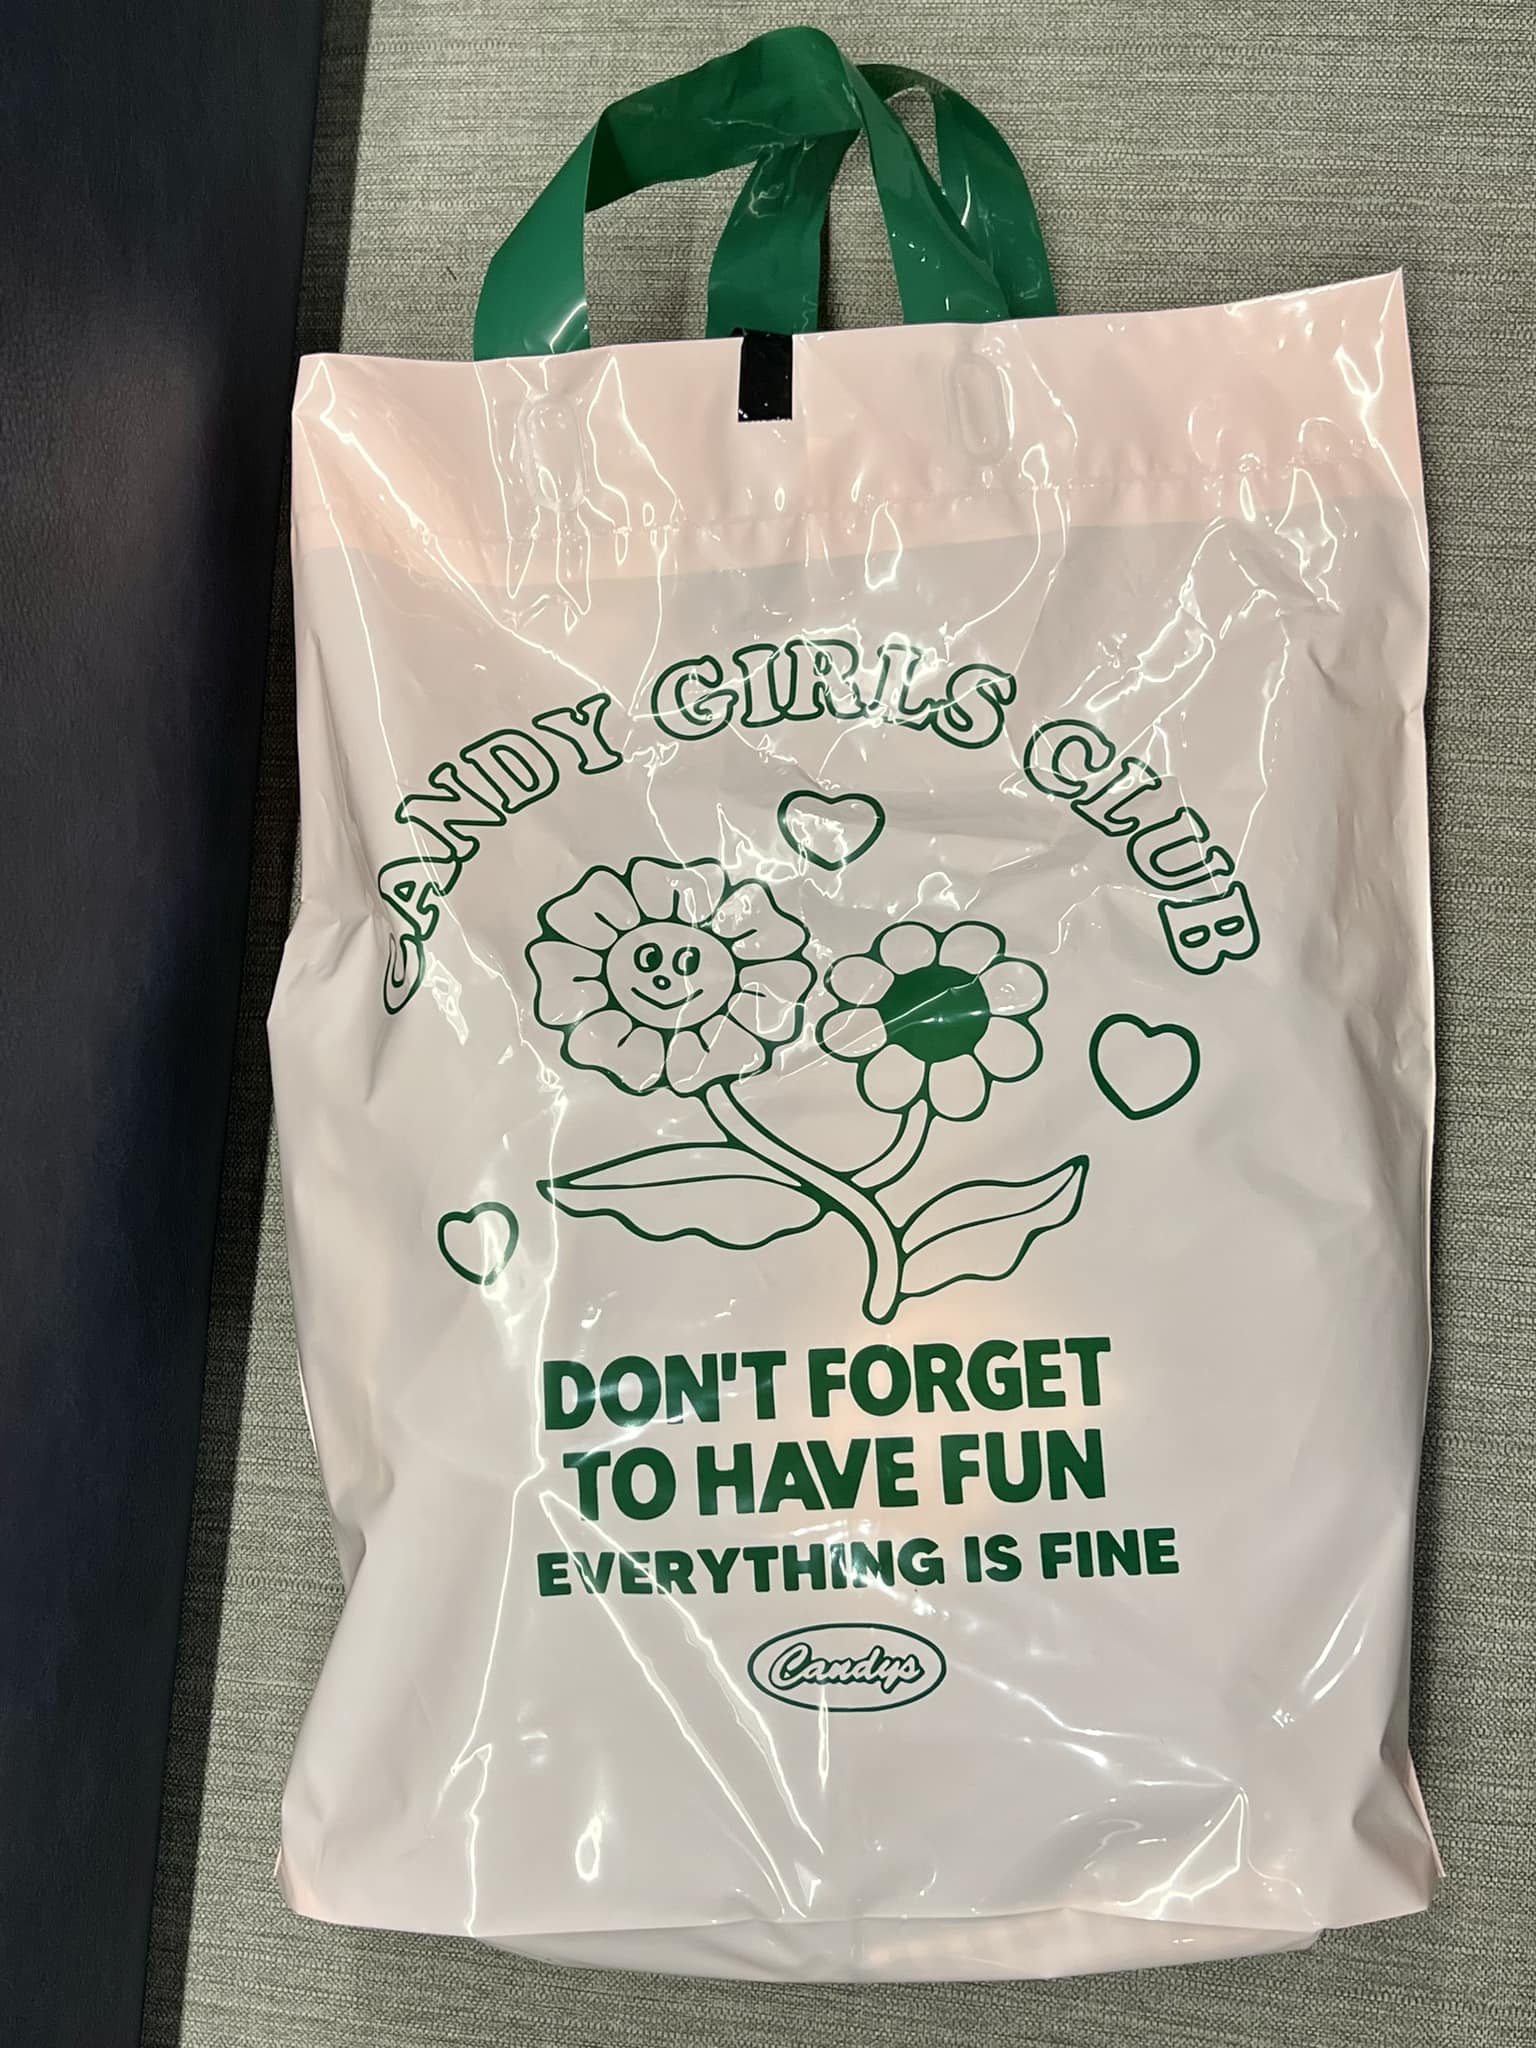 CANDY GIRLS CLUB
DON'T FORGET
TO HAVE FUN
EVERYTHING IS FINE
Candys